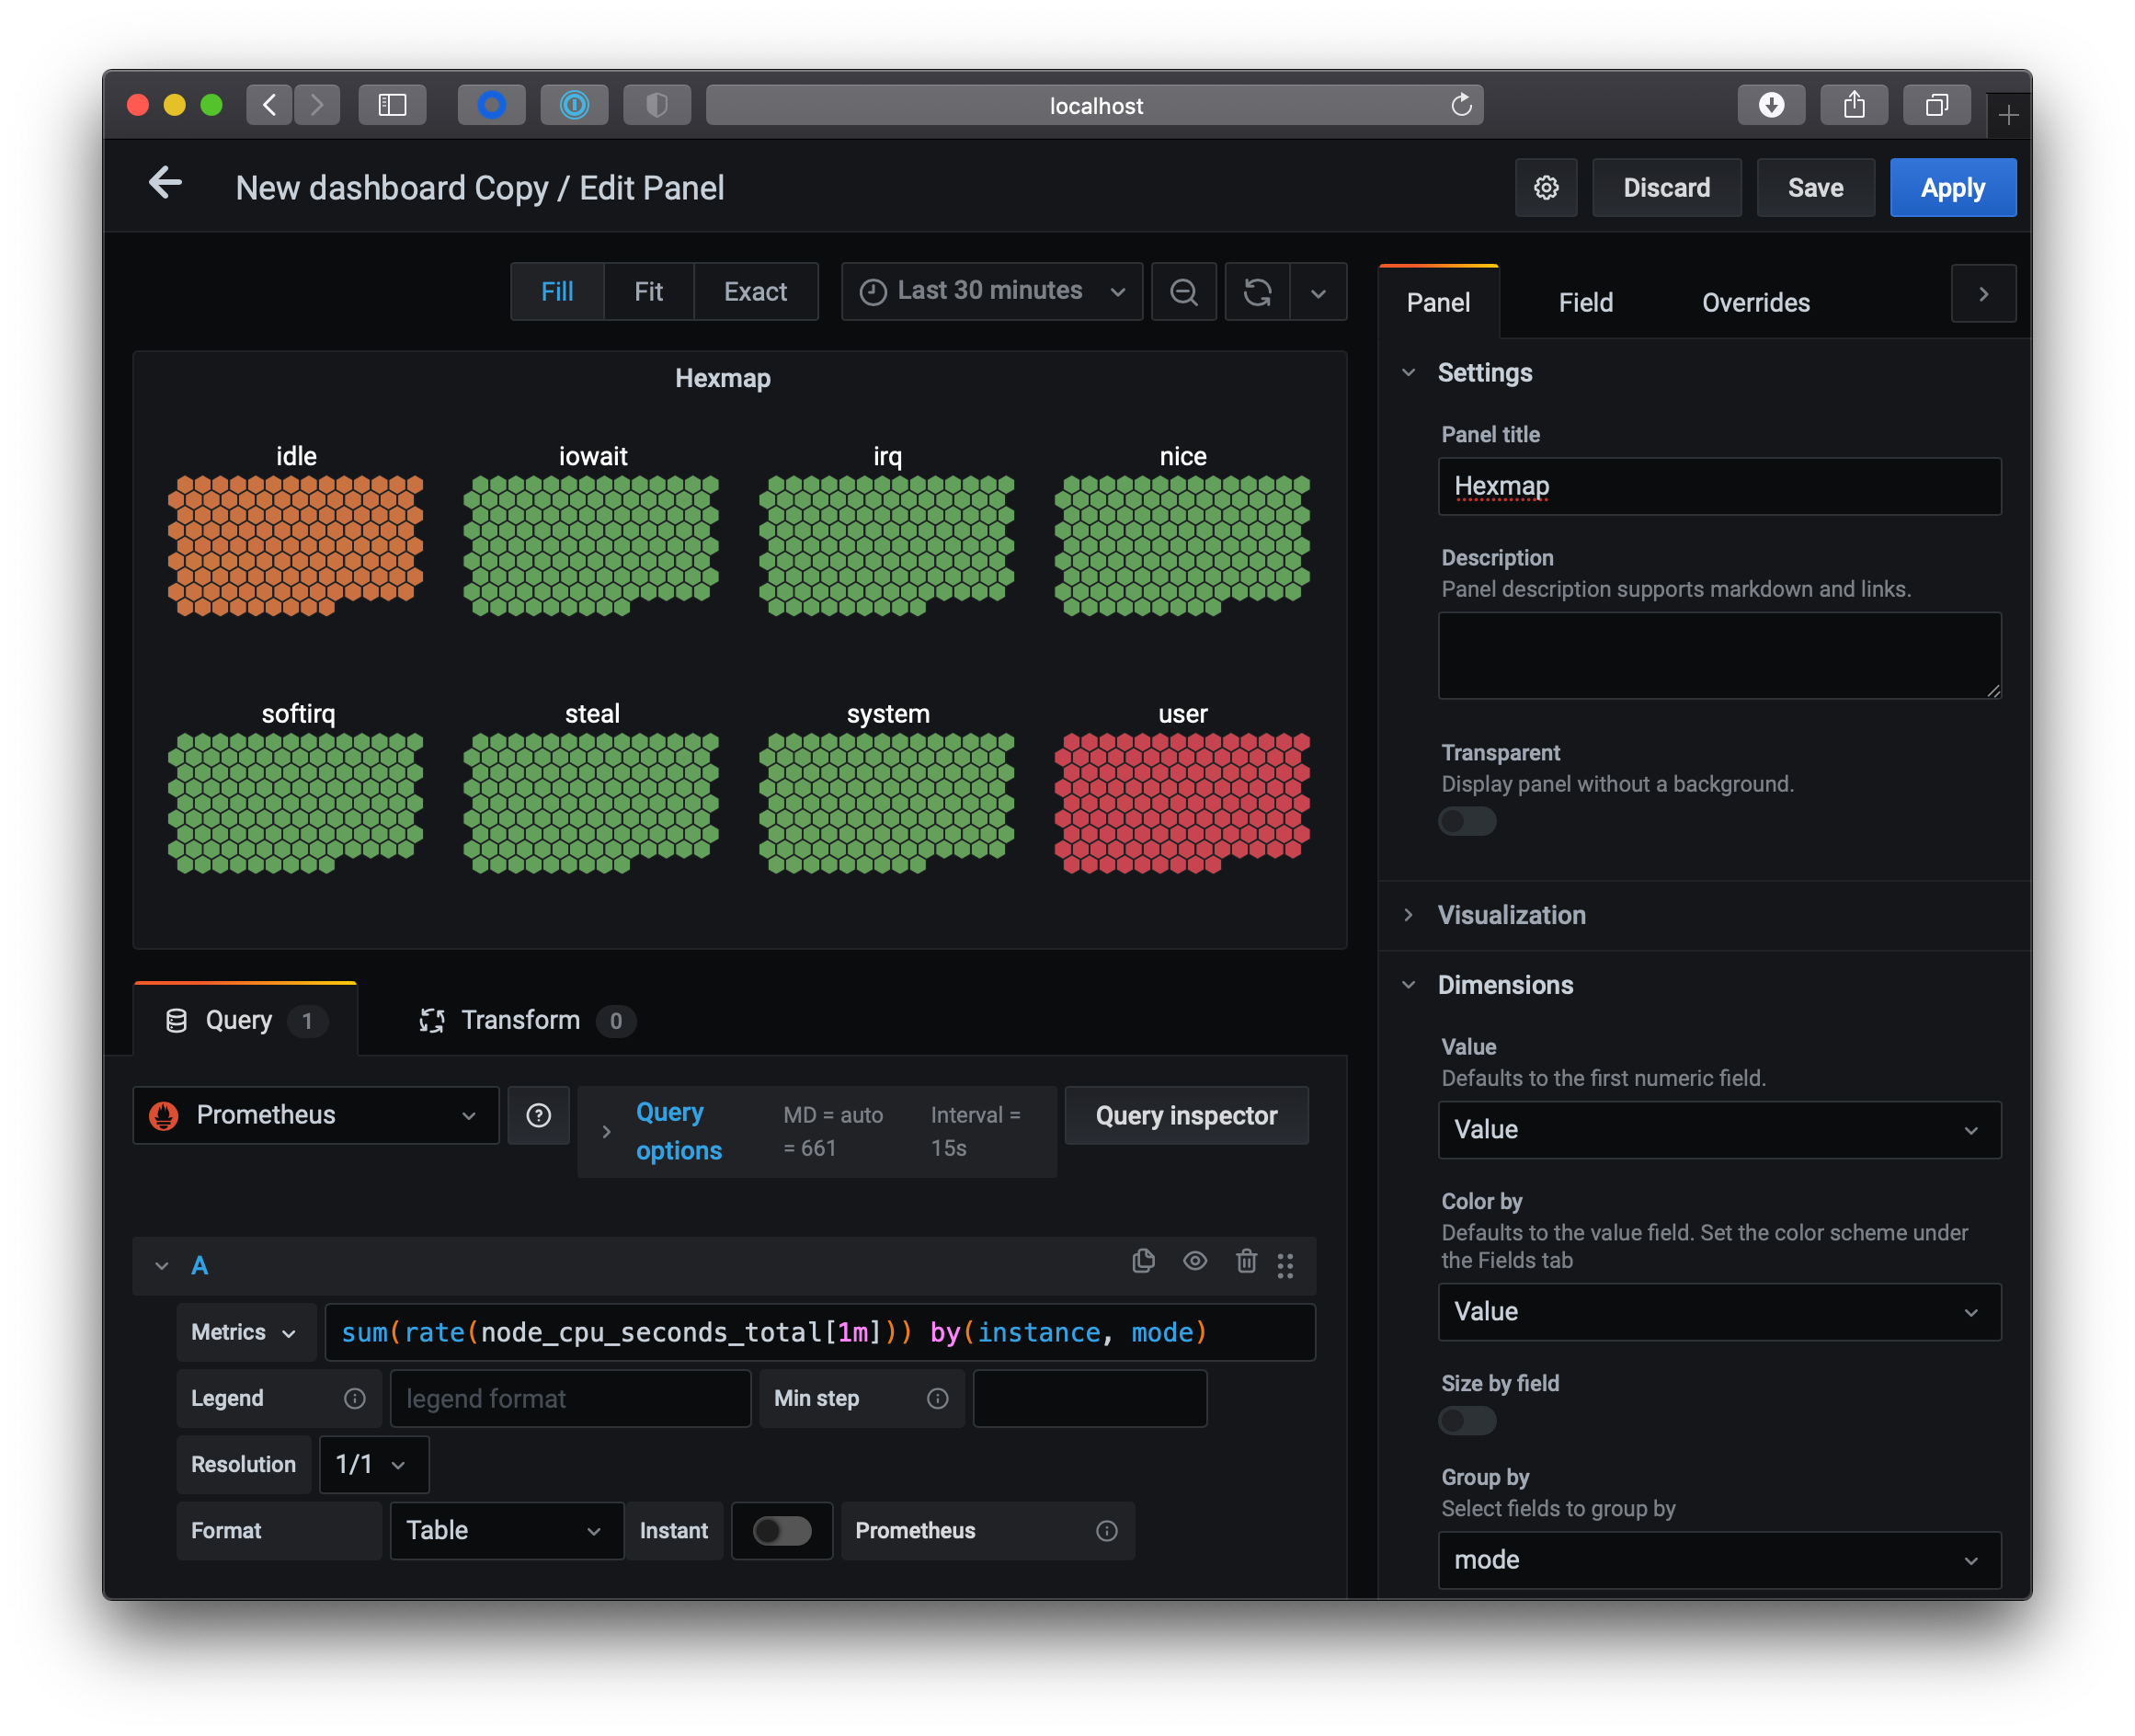 localhost
New dashboard Copy / Edit Panel
Discard
Save
Apply
Fill
Fit
Exact
Last 30 minutes
Panel
Field
Overrides
Hexmap
idle
iowait
irq
nice
softirq
steal
system
user
Settings
Panel title
Hexmap
Description
Panel description supports markdown and links.
Transparent
Display panel without a background.
Visualization
Dimensions
Value
Defaults to the first numeric field.
Value
Color by
Defaults to the value field. Set the color scheme under
the Fields tab
Value
Size by field
Group by
Select fields to group by
mode
Query 1
Transform 0
Prometheus
Query
options
MD = auto
= 661
Interval =
15s
Query inspector
A
Metrics
sum(rate(node_cpu_seconds_total[1m])) by(instance, mode)
Legend
legend format
Min step
Resolution
1/1
Format
Table
Instant
Prometheus